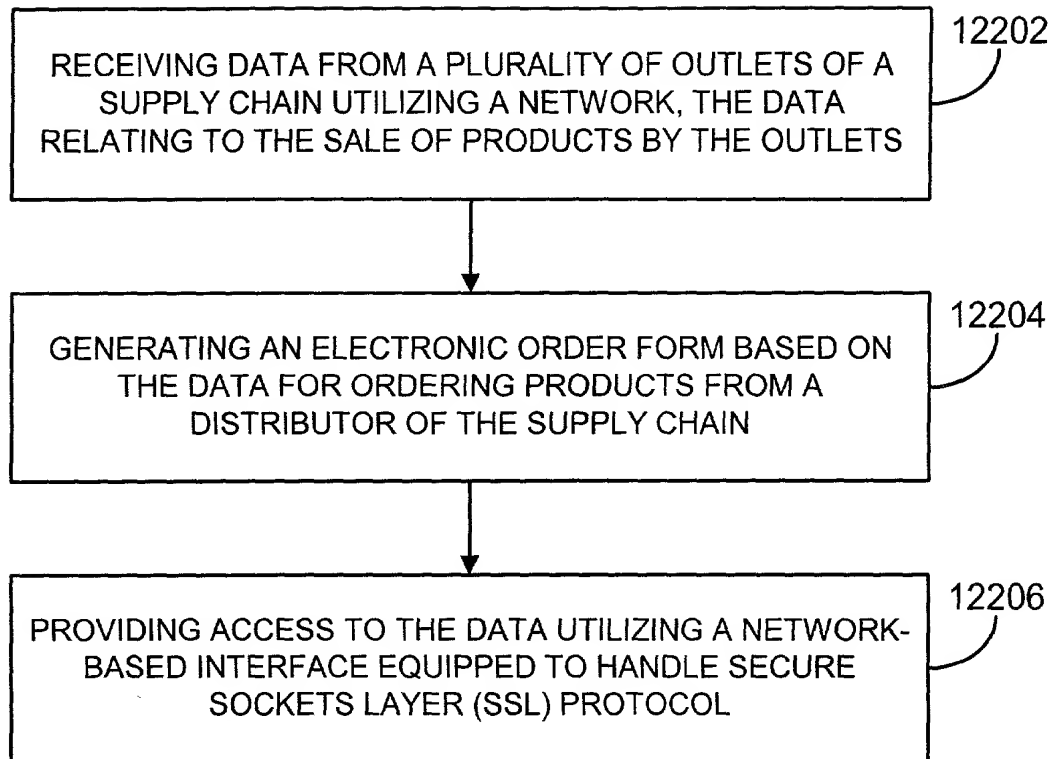 12202
RECEIVING DATA FROM A PLURALITY OF OUTLETS OF A
SUPPLY CHAIN UTILIZING A NETWORK, THE DATA
RELATING TO THE SALE OF PRODUCTS BY THE OUTLETS
12204
GENERATING AN ELECTRONIC ORDER FORM BASED ON
THE DATA FOR ORDERING PRODUCTS FROM A
DISTRIBUTOR OF THE SUPPLY CHAIN
12206
PROVIDING ACCESS TO THE DATA UTILIZING A NETWORK-
BASED INTERFACE EQUIPPED TO HANDLE SECURE
SOCKETS LAYER (SSL) PROTOCOL